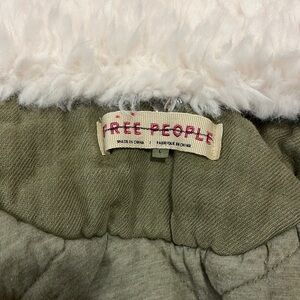 FREE PEOPLE
MADE IN CHINA / FABRIQUE EN CHINE
L